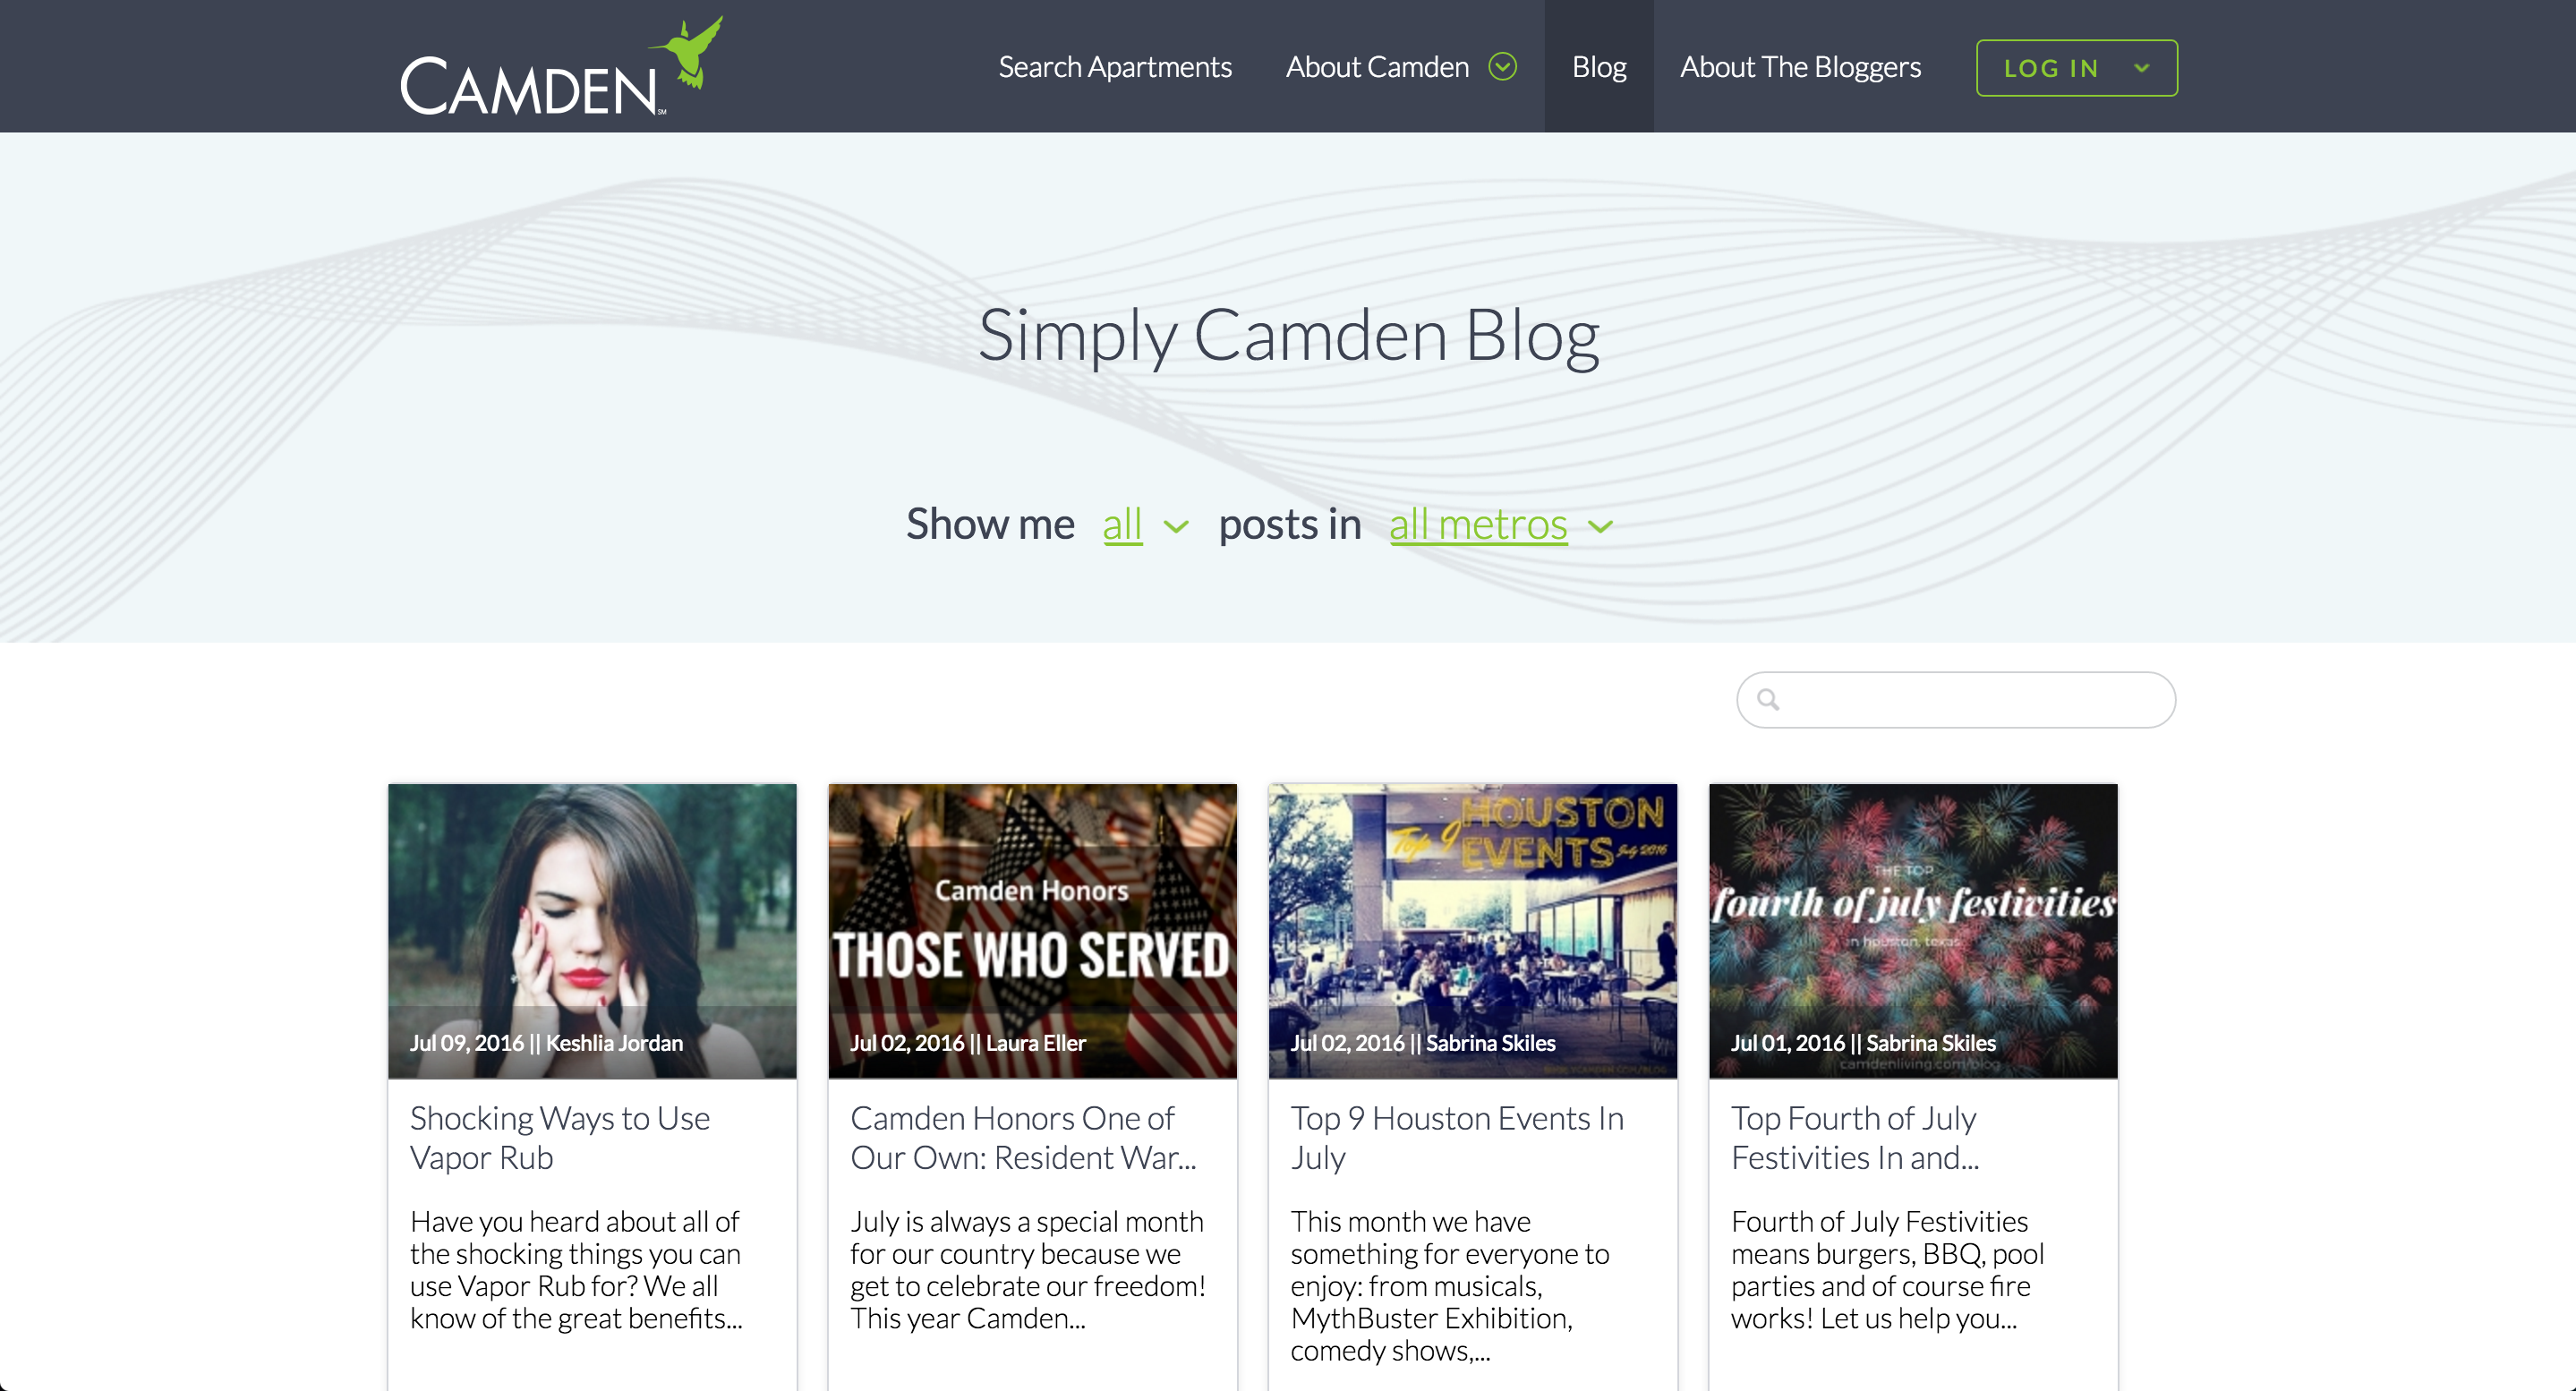 CAMDEN
SM
Search Apartments
About Camden
Blog
About The Bloggers
LOG IN
Simply Camden Blog
Show me all posts in all metros
Jul 09, 2016 || Keshlia Jordan
Shocking Ways to Use
Vapor Rub
Have you heard about all of
the shocking things you can
use Vapor Rub for? We all
know of the great benefits...
Camden Honors
THOSE WHO SERVED
Jul 02, 2016 || Laura Eller
Camden Honors One of
Our Own: Resident War...
July is always a special month
for our country because we
get to celebrate our freedom!
This year Camden...
Top 9 HOUSTON
EVENTS July 2016
Jul 02, 2016 || Sabrina Skiles
Top 9 Houston Events In
July
This month we have
something for everyone to
enjoy: from musicals,
MythBuster Exhibition,
comedy shows,...
THE TOP
fourth of july festivities
in houston, texas
Jul 01, 2016 || Sabrina Skiles
camdenliving.com/blog
Top Fourth of July
Festivities In and...
Fourth of July Festivities
means burgers, BBQ, pool
parties and of course fire
works! Let us help you...